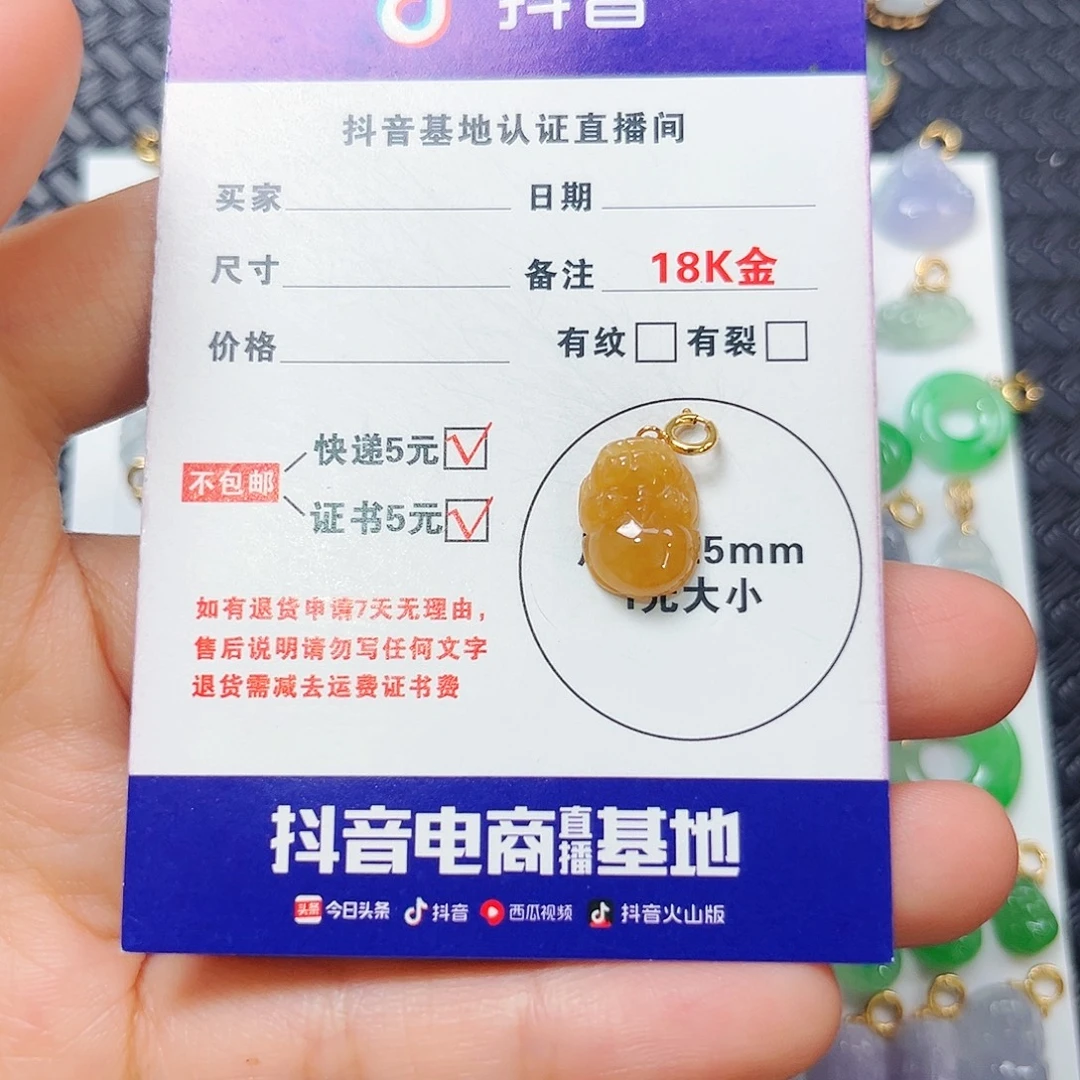 抖音
抖音基地认证直播间
买家 日期
尺寸 备注 18K金
价格 有纹 有裂
快递5元
不包邮
证书5元
5mm
1元大小
如有退货申请7天无理由,
售后说明请勿写任何文字
退货需减去运费证书费
抖音电商直播基地
头条 今日头条 抖音 西瓜视频 抖音火山版